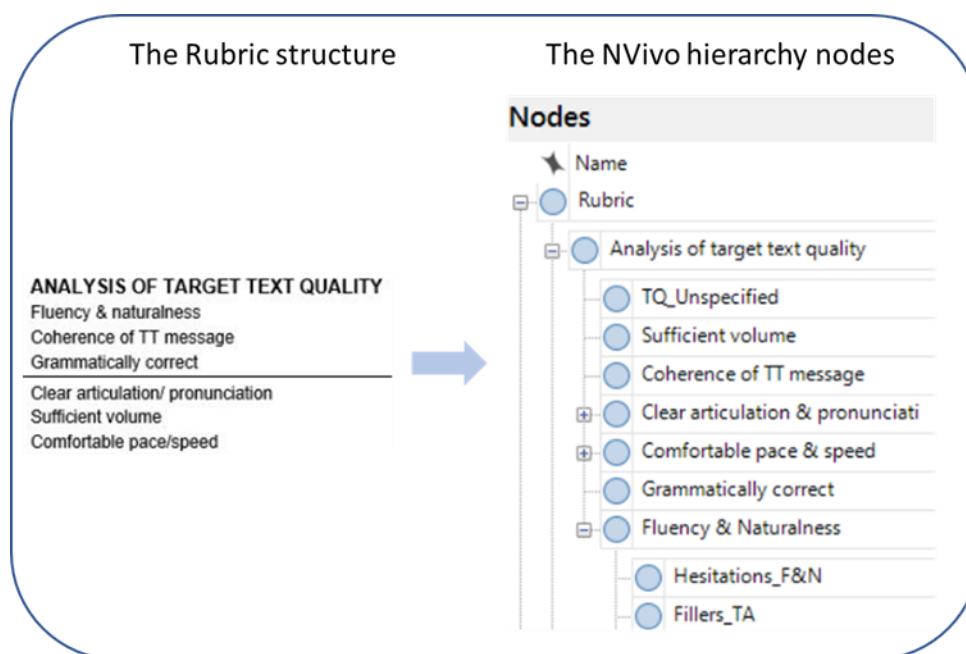 The Rubric structure
The NVivo hierarchy nodes
ANALYSIS OF TARGET TEXT QUALITY
Fluency & naturalness
Coherence of TT message
Grammatically correct
Clear articulation/ pronunciation
Sufficient volume
Comfortable pace/speed
Nodes
Name
Rubric
Analysis of target text quality
TQ_Unspecified
Sufficient volume
Coherence of TT message
Clear articulation & pronunciati
Comfortable pace & speed
Grammatically correct
Fluency & Naturalness
Hesitations_F&N
Fillers_TA